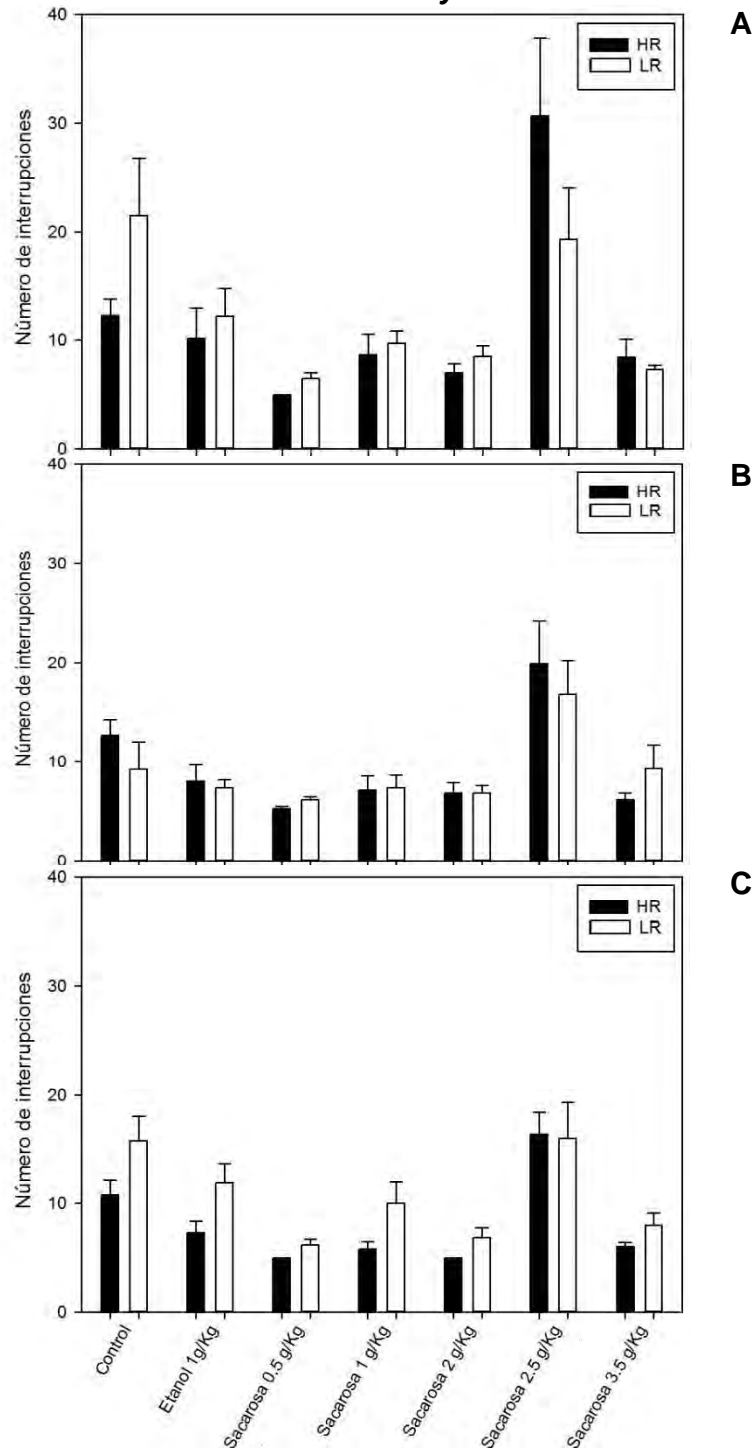 y
A
40
30
20
10
0
Número de interrupciones
HR
LR
B
40
30
20
10
0
Número de interrupciones
HR
LR
C
40
30
20
10
0
Número de interrupciones
HR
LR
Control
Etanol 1g/Kg
Sacarosa 0.5 g/Kg
Sacarosa 1 g/Kg
Sacarosa 2 g/Kg
Sacarosa 2.5 g/Kg
Sacarosa 3.5 g/Kg